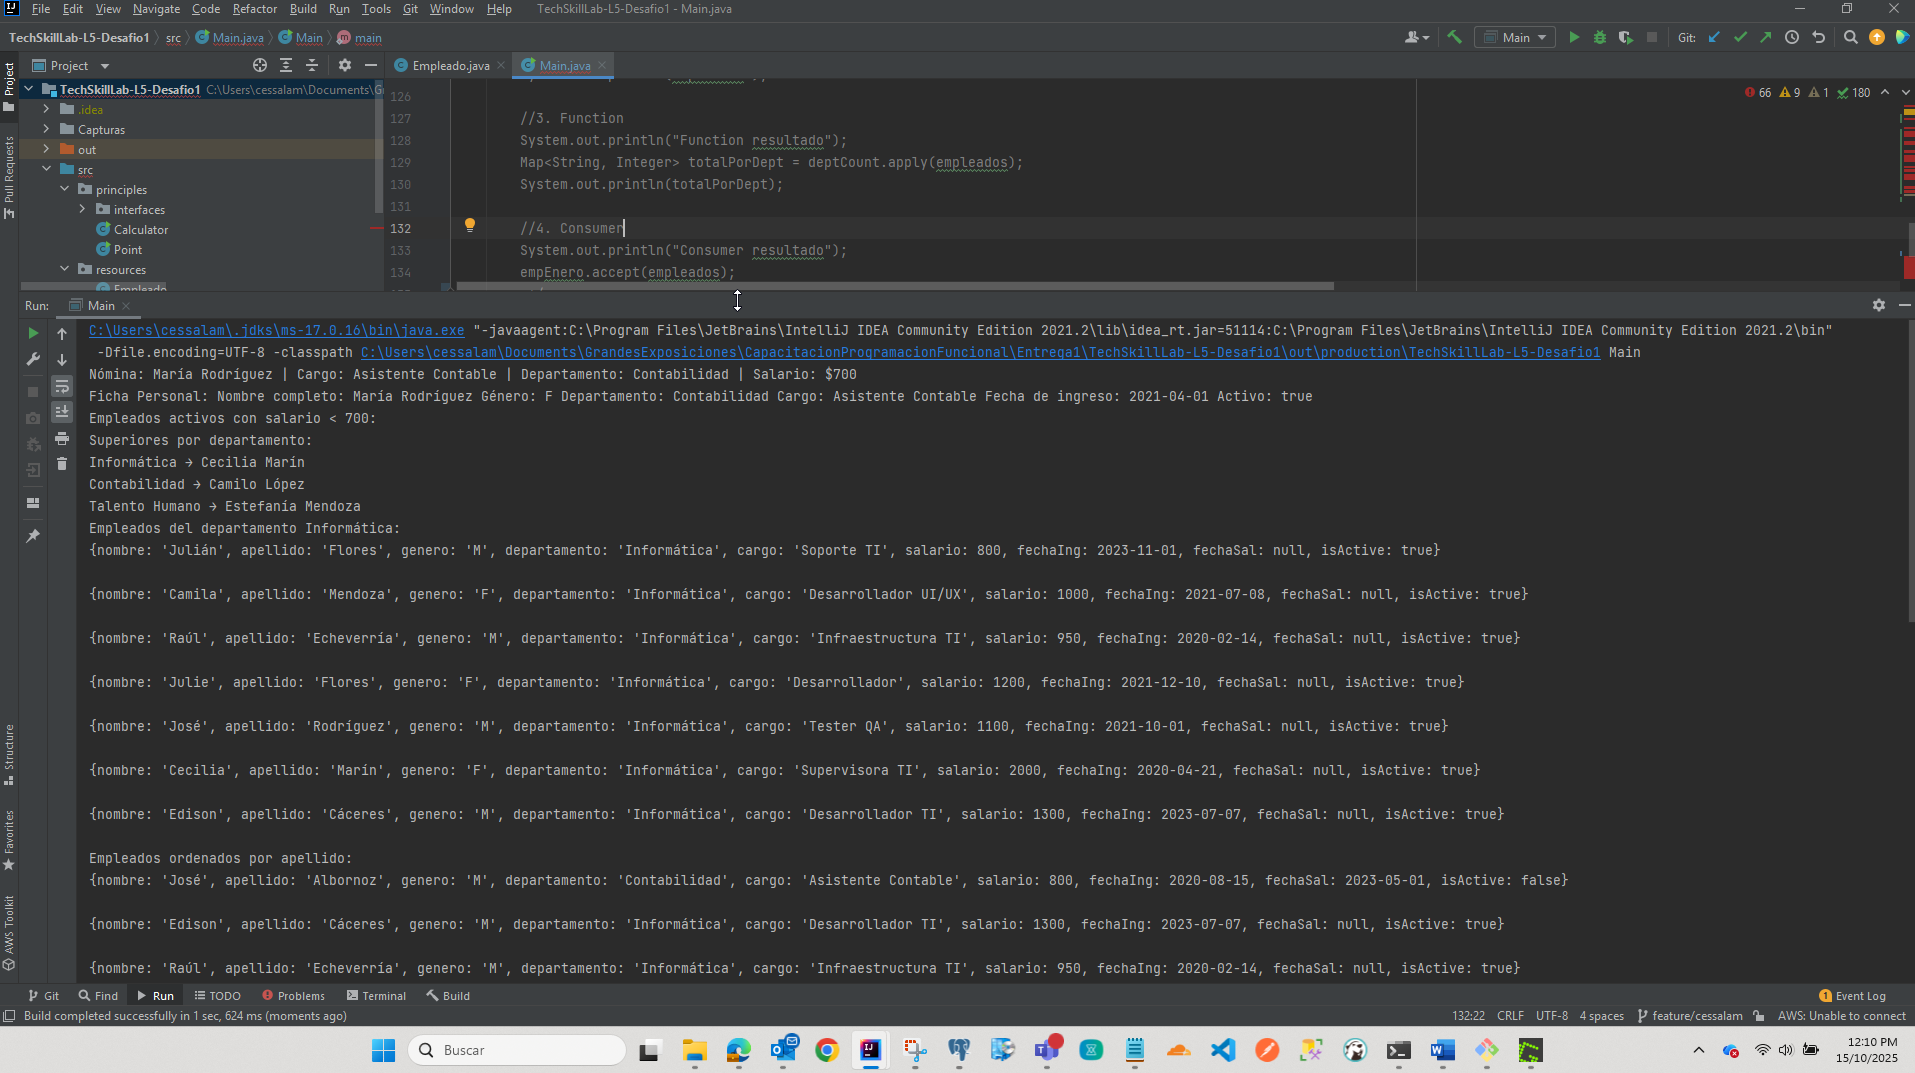 File Edit View Navigate Code Refactor Build Run Tools Git Window Help TechSkillLab-L5-Desafio1 - Main.java
TechSkillLab-L5-Desafio1 src Main.java Main main
Main Git:
Project
Empleado.java
Main.java
Project
Pull Requests
Structure
Favorites
AWS Toolkit
TechSkillLab-L5-Desafio1 C:\Users\cessalam\Documents\G
.idea
Capturas
out
src
principles
interfaces
Calculator
Point
resources
Empleado
66 9 1 180
126
127 //3. Function
128 System.out.println("Function resultado");
129 Map<String, Integer> totalPorDept = deptCount.apply(empleados);
130 System.out.println(totalPorDept);
131
132 //4. Consumer
133 System.out.println("Consumer resultado");
134 empEnero.accept(empleados);
Run: Main
C:\Users\cessalam\.jdks\ms-17.0.16\bin\java.exe "-javaagent:C:\Program Files\JetBrains\IntelliJ IDEA Community Edition 2021.2\lib\idea_rt.jar=51114:C:\Program Files\JetBrains\IntelliJ IDEA Community Edition 2021.2\bin"
-Dfile.encoding=UTF-8 -classpath C:\Users\cessalam\Documents\GrandesExposiciones\CapacitacionProgramacionFuncional\Entrega1\TechSkillLab-L5-Desafio1\out\production\TechSkillLab-L5-Desafio1 Main
Nómina: María Rodríguez | Cargo: Asistente Contable | Departamento: Contabilidad | Salario: $700
Ficha Personal: Nombre completo: María Rodríguez Género: F Departamento: Contabilidad Cargo: Asistente Contable Fecha de ingreso: 2021-04-01 Activo: true
Empleados activos con salario < 700:
Superiores por departamento:
Informática → Cecilia Marín
Contabilidad → Camilo López
Talento Humano → Estefanía Mendoza
Empleados del departamento Informática:
{nombre: 'Julián', apellido: 'Flores', genero: 'M', departamento: 'Informática', cargo: 'Soporte TI', salario: 800, fechaIng: 2023-11-01, fechaSal: null, isActive: true}
{nombre: 'Camila', apellido: 'Mendoza', genero: 'F', departamento: 'Informática', cargo: 'Desarrollador UI/UX', salario: 1000, fechaIng: 2021-07-08, fechaSal: null, isActive: true}
{nombre: 'Raúl', apellido: 'Echeverría', genero: 'M', departamento: 'Informática', cargo: 'Infraestructura TI', salario: 950, fechaIng: 2020-02-14, fechaSal: null, isActive: true}
{nombre: 'Julie', apellido: 'Flores', genero: 'F', departamento: 'Informática', cargo: 'Desarrollador', salario: 1200, fechaIng: 2021-12-10, fechaSal: null, isActive: true}
{nombre: 'José', apellido: 'Rodríguez', genero: 'M', departamento: 'Informática', cargo: 'Tester QA', salario: 1100, fechaIng: 2021-10-01, fechaSal: null, isActive: true}
{nombre: 'Cecilia', apellido: 'Marín', genero: 'F', departamento: 'Informática', cargo: 'Supervisora TI', salario: 2000, fechaIng: 2020-04-21, fechaSal: null, isActive: true}
{nombre: 'Edison', apellido: 'Cáceres', genero: 'M', departamento: 'Informática', cargo: 'Desarrollador TI', salario: 1300, fechaIng: 2023-07-07, fechaSal: null, isActive: true}
Empleados ordenados por apellido:
{nombre: 'José', apellido: 'Albornoz', genero: 'M', departamento: 'Contabilidad', cargo: 'Asistente Contable', salario: 800, fechaIng: 2020-08-15, fechaSal: 2023-05-01, isActive: false}
{nombre: 'Edison', apellido: 'Cáceres', genero: 'M', departamento: 'Informática', cargo: 'Desarrollador TI', salario: 1300, fechaIng: 2023-07-07, fechaSal: null, isActive: true}
{nombre: 'Raúl', apellido: 'Echeverría', genero: 'M', departamento: 'Informática', cargo: 'Infraestructura TI', salario: 950, fechaIng: 2020-02-14, fechaSal: null, isActive: true}
Git Find Run TODO Problems Terminal Build Event Log
Build completed successfully in 1 sec, 624 ms (moments ago) 132:22 CRLF UTF-8 4 spaces feature/cessalam AWS: Unable to connect
Buscar
12:10 PM
15/10/2025